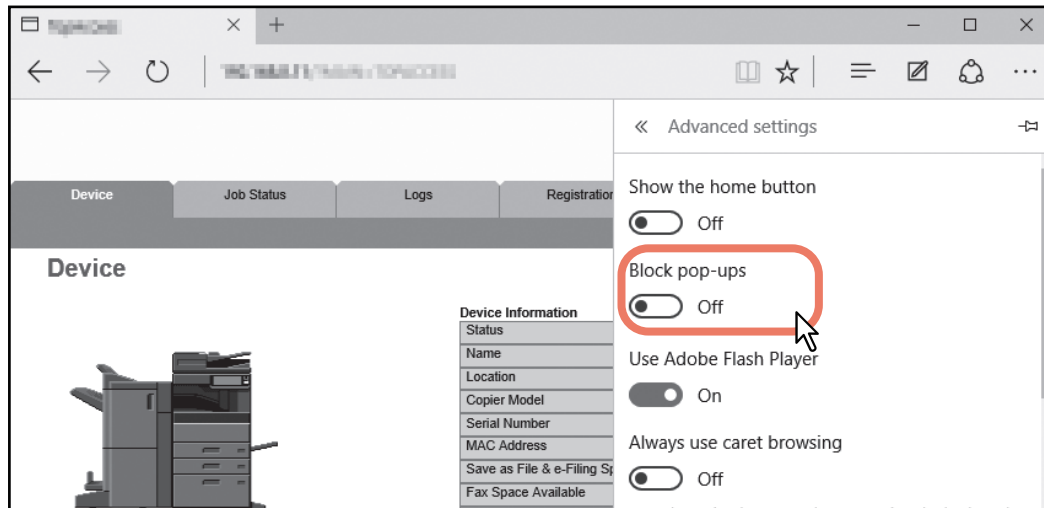 Advanced settings
Device
Job Status
Logs
Registration
Show the home button
Off
Block pop-ups
Off
Use Adobe Flash Player
On
Always use caret browsing
Off
Device
Device Information
Status
Name
Location
Copier Model
Serial Number
MAC Address
Save as File & e-Filing Sp
Fax Space Available